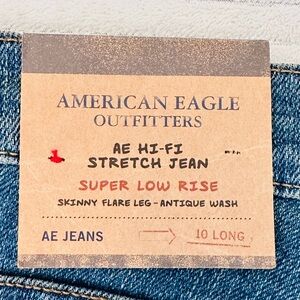 AMERICAN EAGLE
OUTFITTERS
AE HI-FI
STRETCH JEAN
SUPER LOW RISE
SKINNY FLARE LEG - ANTIQUE WASH
AE JEANS
10 LONG